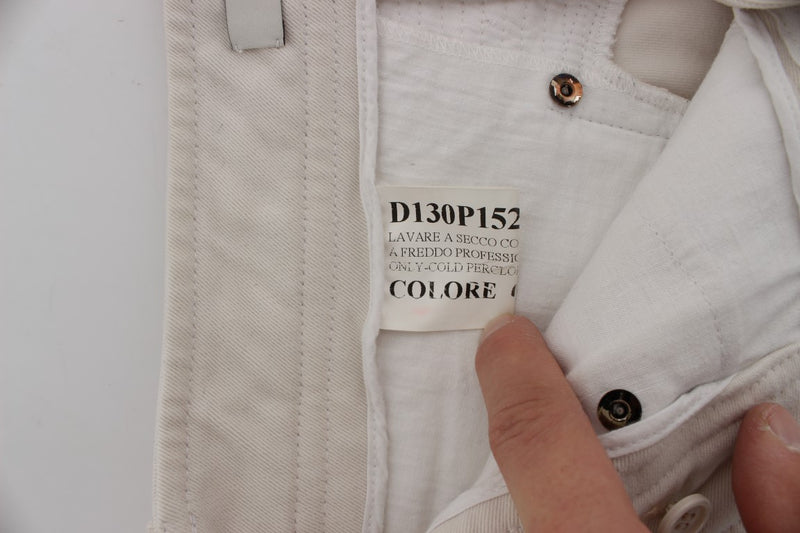 D130P152
LAVARE A SECCO CO
A FREDDO PROFESSIO
ONLY-COLD PERCLO
COLORE